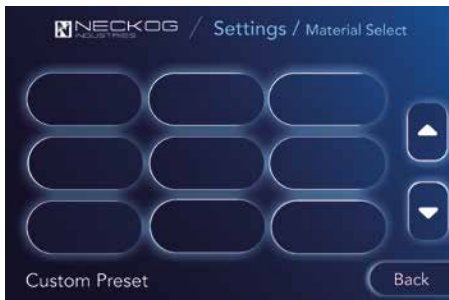 NECKOG / Settings / Material Select
INDUSTRIES
Custom Preset
Back